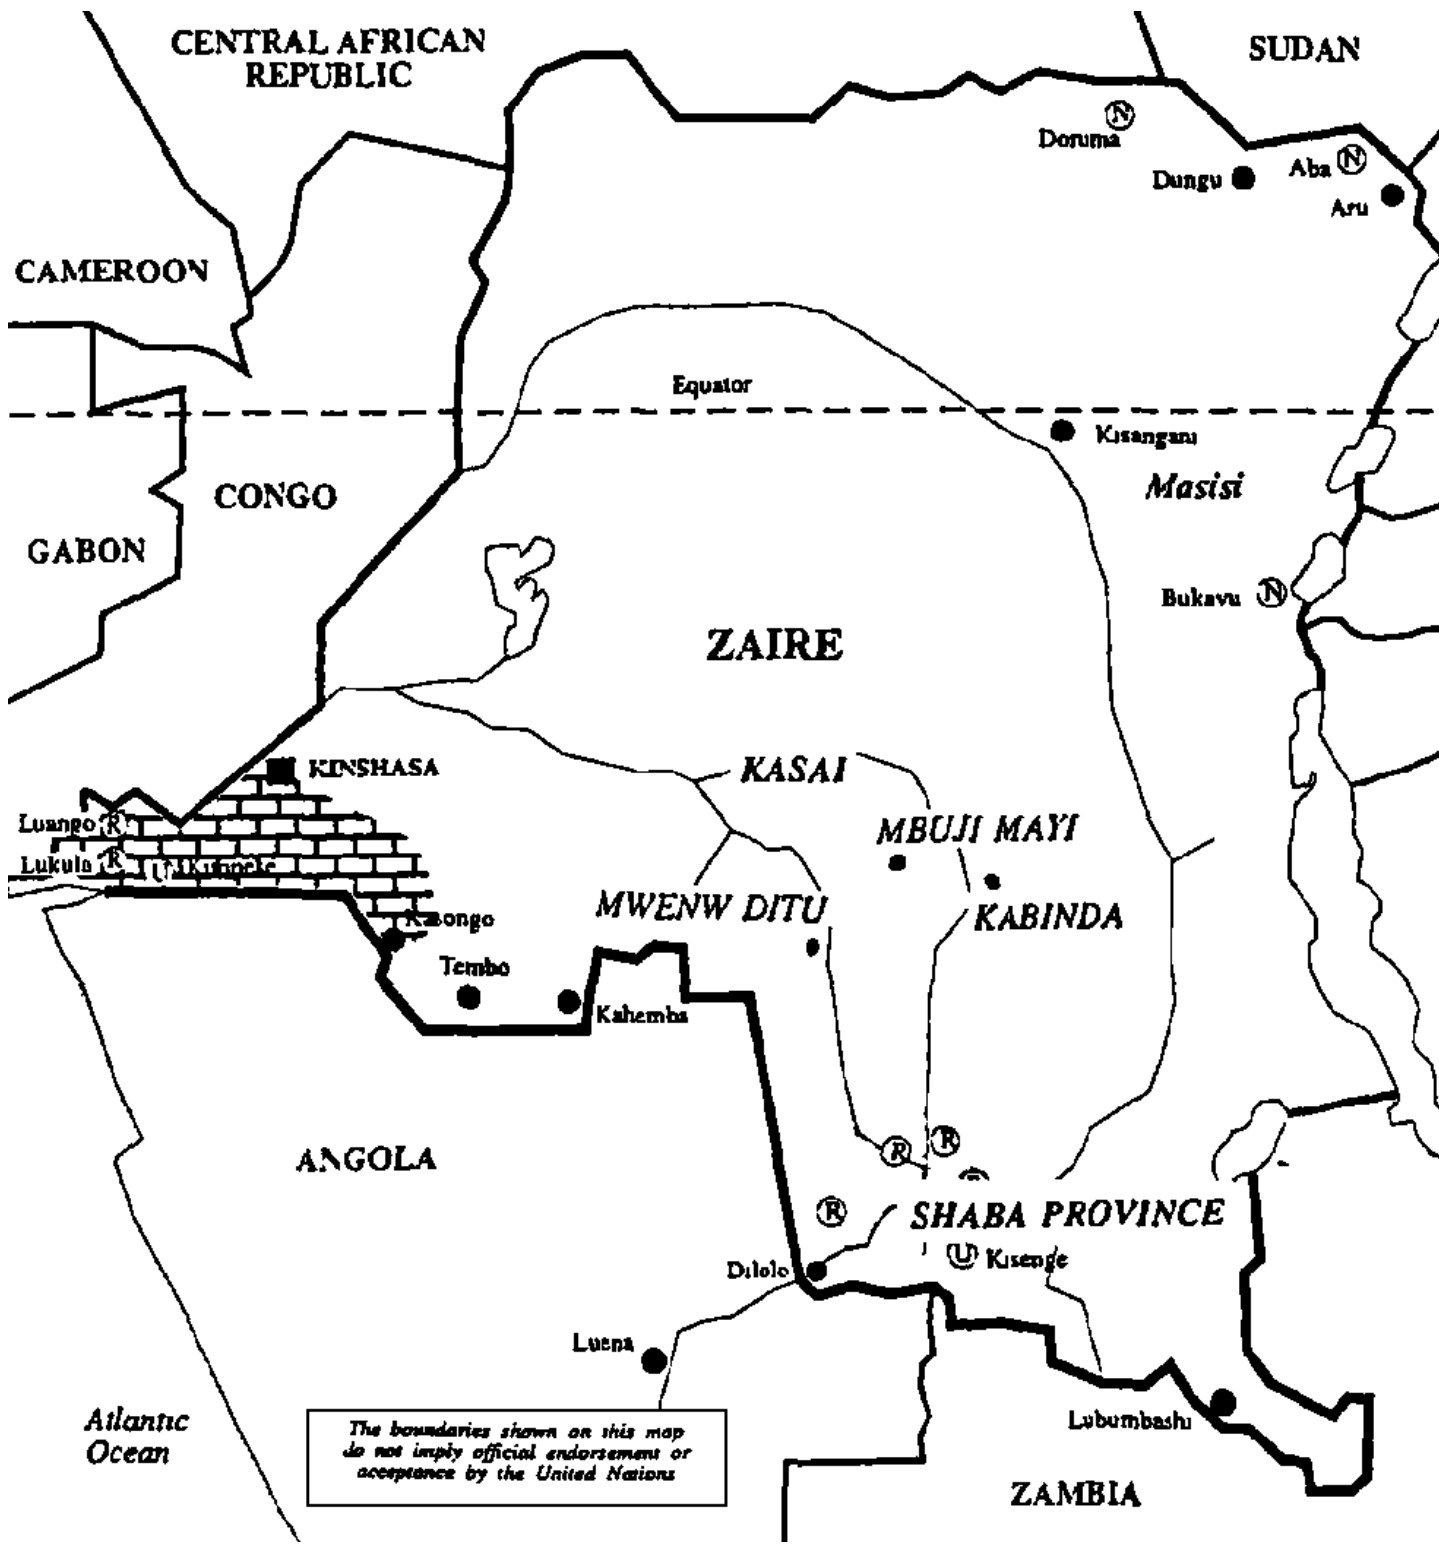 CENTRAL AFRICAN
REPUBLIC
SUDAN
N
Doruma
Dungu
Aba N
Aru
CAMEROON
Equator
Kisangani
Masisi
CONGO
GABON
Bukavu N
ZAIRE
KINSHASA
KASAI
Luango R
MBUJI MAYI
Lukula R
U
MWENW DITU
KABINDA
Tembo
Kahemba
ANGOLA
R
R
R
SHABA PROVINCE
U Kisenge
Dilolo
Luena
Atlantic
Ocean
Lubumbashi
The boundaries shown on this map
do not imply official endorsement or
acceptance by the United Nations
ZAMBIA